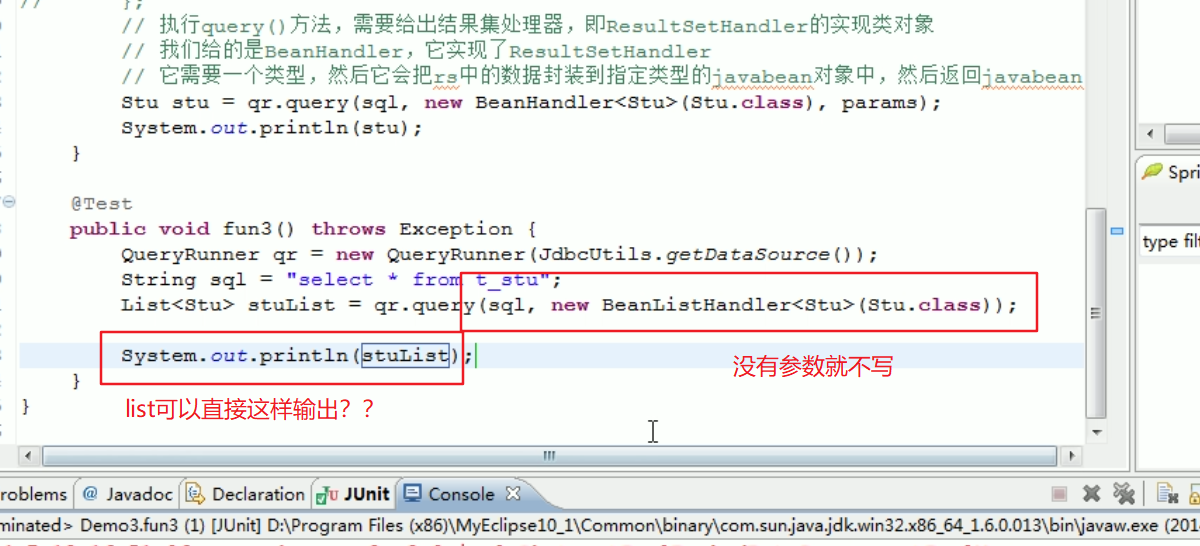 //        };
// 执行query()方法，需要给出结果集处理器，即ResultSetHandler的实现类对象
// 我们给的是BeanHandler，它实现了ResultSetHandler
// 它需要一个类型，然后它会把rs中的数据封装到指定类型的javabean对象中，然后返回javabean
Stu stu = qr.query(sql, new BeanHandler<Stu>(Stu.class), params);
System.out.println(stu);
}
@Test
public void fun3() throws Exception {
QueryRunner qr = new QueryRunner(JdbcUtils.getDataSource());
String sql = "select * from t_stu";
List<Stu> stuList = qr.query(sql, new BeanListHandler<Stu>(Stu.class));
System.out.println(stuList);
}
没有参数就不写
}
list可以直接这样输出？？
Spri
type filt
roblems @ Javadoc Declaration JUnit Console
minated> Demo3.fun3 (1) [JUnit] D:\Program Files (x86)\MyEclipse10_1\Common\binary\com.sun.java.jdk.win32.x86_64_1.6.0.013\bin\javaw.exe (201